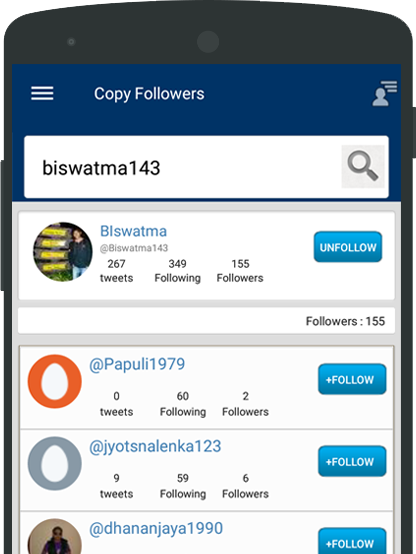 Copy Followers
biswatma143
BIswatma
@Biswatma143
267 349 155
tweets Following Followers
UNFOLLOW
Followers : 155
@Papuli1979
0 60 2
tweets Following Followers
+FOLLOW
@jyotsnalenka123
9 59 6
tweets Following Followers
+FOLLOW
@dhananjaya1990
+FOLLOW